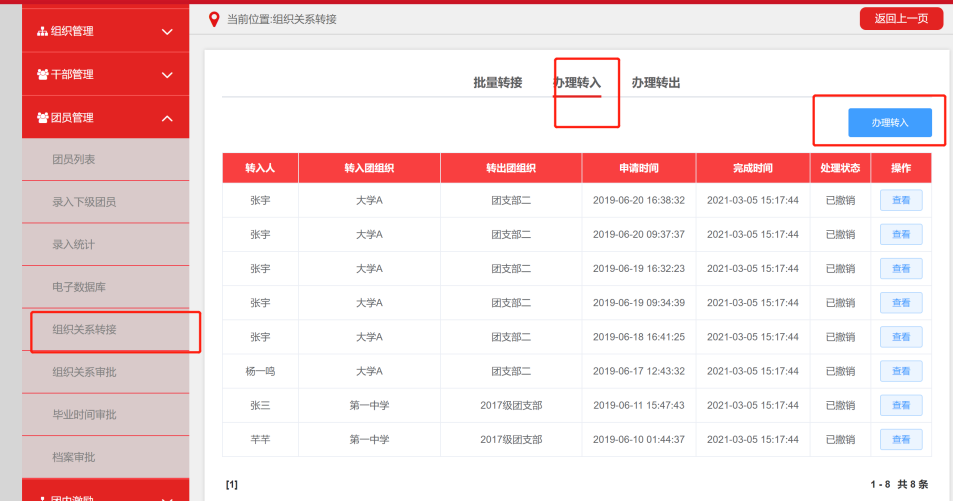 组织管理
干部管理
团员管理
团员列表
录入下级团员
录入统计
电子数据库
组织关系转接
组织关系审批
毕业时间审批
档案审批
团内激励
当前位置:组织关系转接
返回上一页
批量转接 办理转入 办理转出
办理转入
转入人 转入团组织 转出团组织 申请时间 完成时间 处理状态 操作
张宇 大学A 团支部二 2019-06-20 16:38:32 2021-03-05 15:17:44 已撤销 查看
张宇 大学A 团支部二 2019-06-20 09:37:37 2021-03-05 15:17:44 已撤销 查看
张宇 大学A 团支部二 2019-06-19 16:32:23 2021-03-05 15:17:44 已撤销 查看
张宇 大学A 团支部二 2019-06-19 09:34:39 2021-03-05 15:17:44 已撤销 查看
张宇 大学A 团支部二 2019-06-18 16:41:25 2021-03-05 15:17:44 已撤销 查看
杨一鸣 大学A 团支部二 2019-06-17 12:43:32 2021-03-05 15:17:44 已撤销 查看
张三 第一中学 2017级团支部 2019-06-11 15:47:43 2021-03-05 15:17:44 已撤销 查看
芊芊 第一中学 2017级团支部 2019-06-10 01:44:37 2021-03-05 15:17:44 已撤销 查看
[1] 1-8 共8条